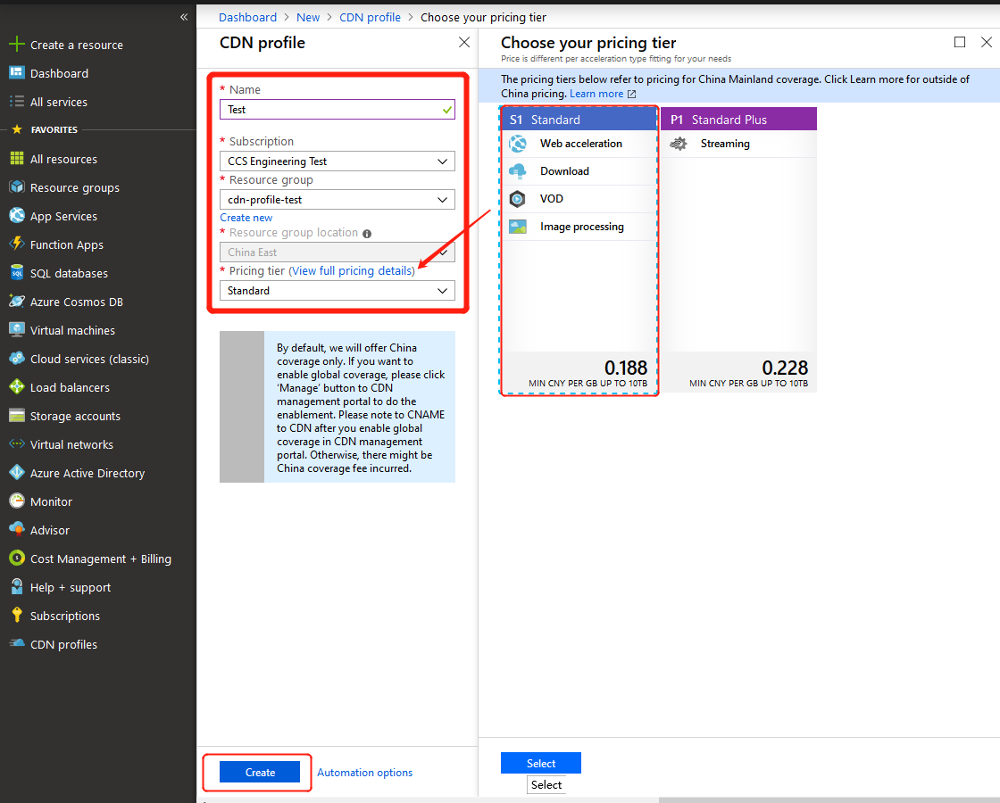 «
Create a resource
Dashboard
All services
FAVORITES
All resources
Resource groups
App Services
Function Apps
SQL databases
Azure Cosmos DB
Virtual machines
Cloud services (classic)
Load balancers
Storage accounts
Virtual networks
Azure Active Directory
Monitor
Advisor
Cost Management + Billing
Help + support
Subscriptions
CDN profiles
Dashboard > New > CDN profile > Choose your pricing tier
CDN profile
* Name
Test
* Subscription
CCS Engineering Test
* Resource group
cdn-profile-test
Create new
* Resource group location
China East
* Pricing tier (View full pricing details)
Standard
By default, we will offer China
coverage only. If you want to
enable global coverage, please click
‘Manage’ button to CDN
management portal to do the
enablement. Please note to CNAME
to CDN after you enable global
coverage in CDN management
portal. Otherwise, there might be
China coverage fee incurred.
Create
Automation options
Choose your pricing tier
Price is different per acceleration type fitting for your needs
The pricing tiers below refer to pricing for China Mainland coverage. Click Learn more for outside of
China pricing. Learn more
S1 Standard
Web acceleration
Download
VOD
Image processing
0.188
MIN CNY PER GB UP TO 10TB
P1 Standard Plus
Streaming
0.228
MIN CNY PER GB UP TO 10TB
Select
Select